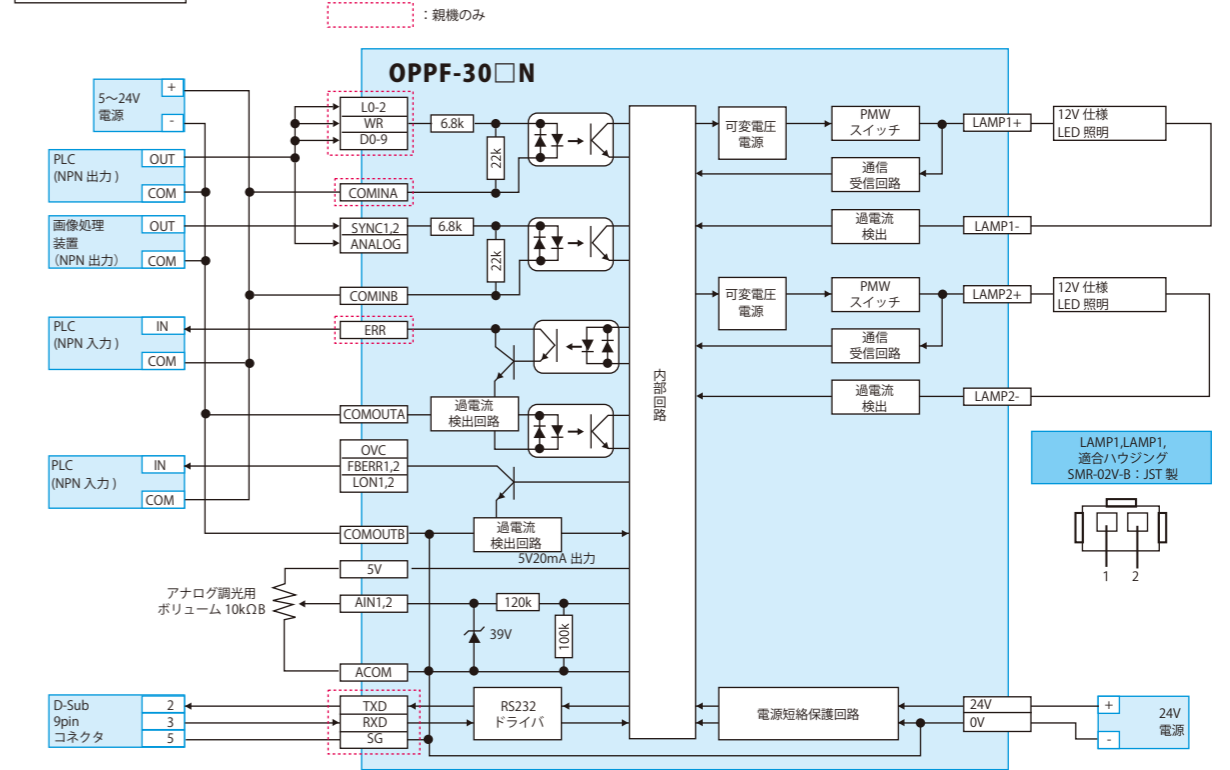 ：親機のみ
OPPF-30□N
5～24V
電源
+
-
PLC
(NPN 出力 )
OUT
COM
画像処理
装置
（NPN 出力）
OUT
COM
PLC
(NPN 入力 )
IN
COM
PLC
(NPN 入力 )
IN
COM
アナログ調光用
ボリューム 10kΩB
D-Sub
9pin
コネクタ
2
3
5
L0-2
WR
D0-9
COMINA
SYNC1,2
ANALOG
COMINB
ERR
COMOUTA
OVC
FBERR1,2
LON1,2
COMOUTB
5V
AIN1,2
ACOM
TXD
RXD
SG
6.8k
22k
6.8k
22k
過電流
検出回路
過電流
検出回路
5V20mA 出力
120k
39V
100k
RS232
ドライバ
内部回路
可変電圧
電源
PMW
スイッチ
通信
受信回路
過電流
検出
LAMP1+
LAMP1-
12V 仕様
LED 照明
可変電圧
電源
PMW
スイッチ
通信
受信回路
過電流
検出
LAMP2+
LAMP2-
12V 仕様
LED 照明
LAMP1,LAMP1,
適合ハウジング
SMR-02V-B：JST 製
1 2
電源短絡保護回路
24V
0V
+
-
24V
電源